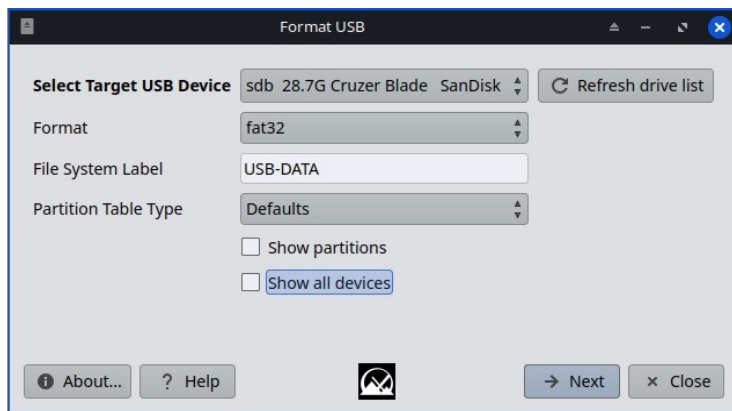 Format USB
Select Target USB Device sdb 28.7G Cruzer Blade SanDisk Refresh drive list
Format fat32
File System Label USB-DATA
Partition Table Type Defaults
Show partitions
Show all devices
About... ? Help Next Close